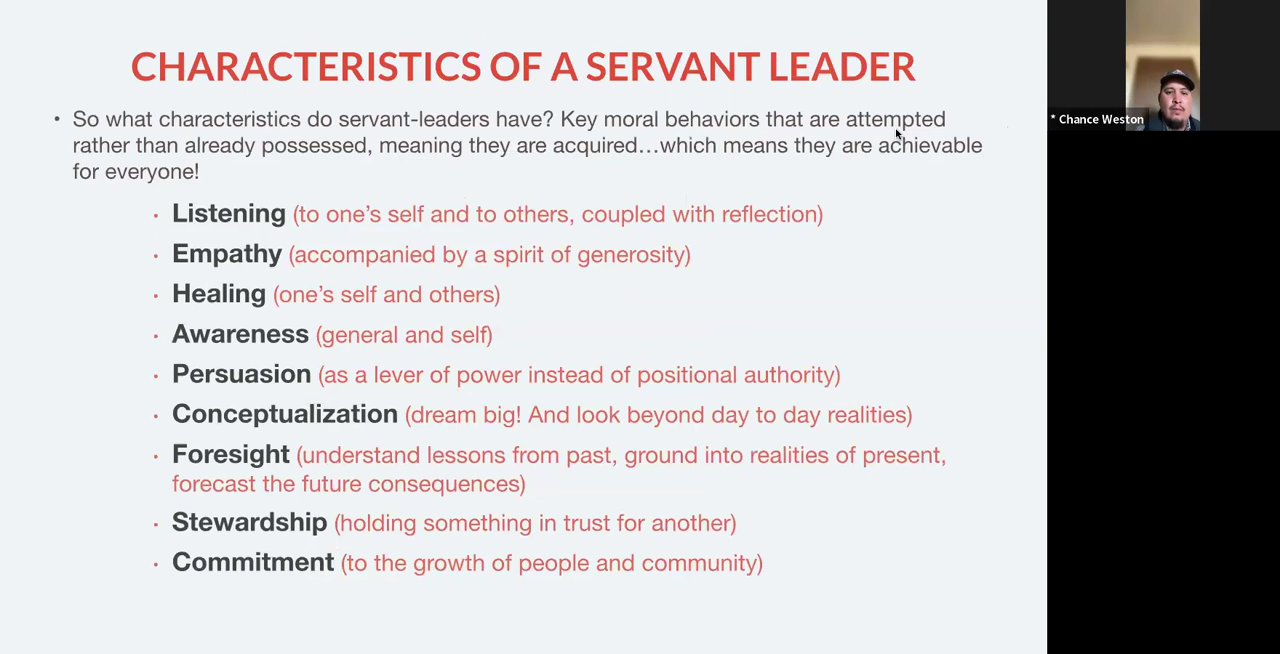 CHARACTERISTICS OF A SERVANT LEADER
• So what characteristics do servant-leaders have? Key moral behaviors that are attempted
rather than already possessed, meaning they are acquired…which means they are achievable
for everyone!
• Listening (to one’s self and to others, coupled with reflection)
• Empathy (accompanied by a spirit of generosity)
• Healing (one’s self and others)
• Awareness (general and self)
• Persuasion (as a lever of power instead of positional authority)
• Conceptualization (dream big! And look beyond day to day realities)
• Foresight (understand lessons from past, ground into realities of present,
forecast the future consequences)
• Stewardship (holding something in trust for another)
• Commitment (to the growth of people and community)
* Chance Weston